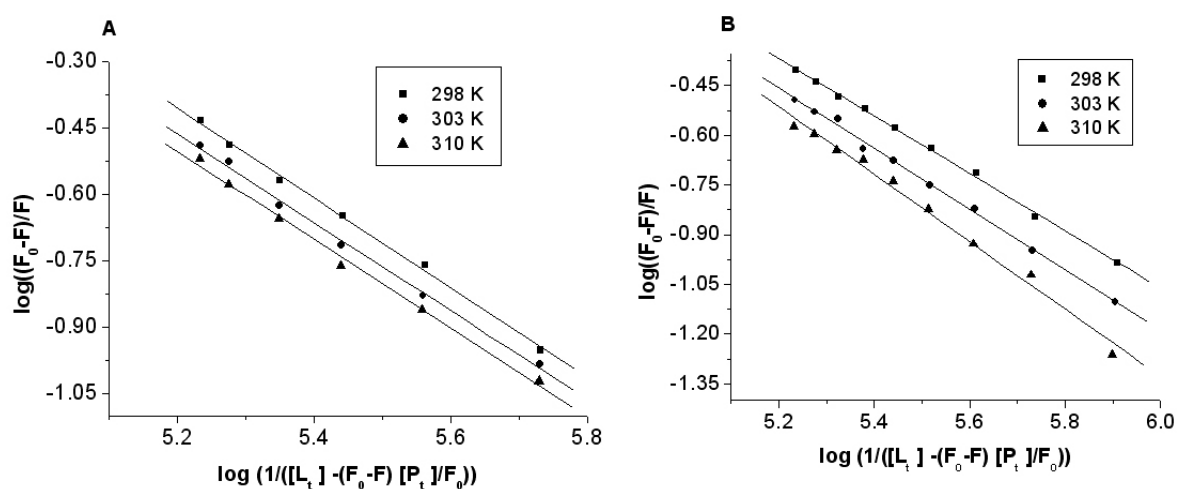 A
log((F₀-F)/F)
-0.30
-0.45
-0.60
-0.75
-0.90
-1.05
298 K
303 K
310 K
5.2 5.4 5.6 5.8
log (1/([Lₜ] -(F₀-F) [Pₜ]/F₀))
B
log((F₀-F)/F)
-0.45
-0.60
-0.75
-0.90
-1.05
-1.20
-1.35
298 K
303 K
310 K
5.2 5.4 5.6 5.8 6.0
log (1/([Lₜ] -(F₀-F) [Pₜ]/F₀))